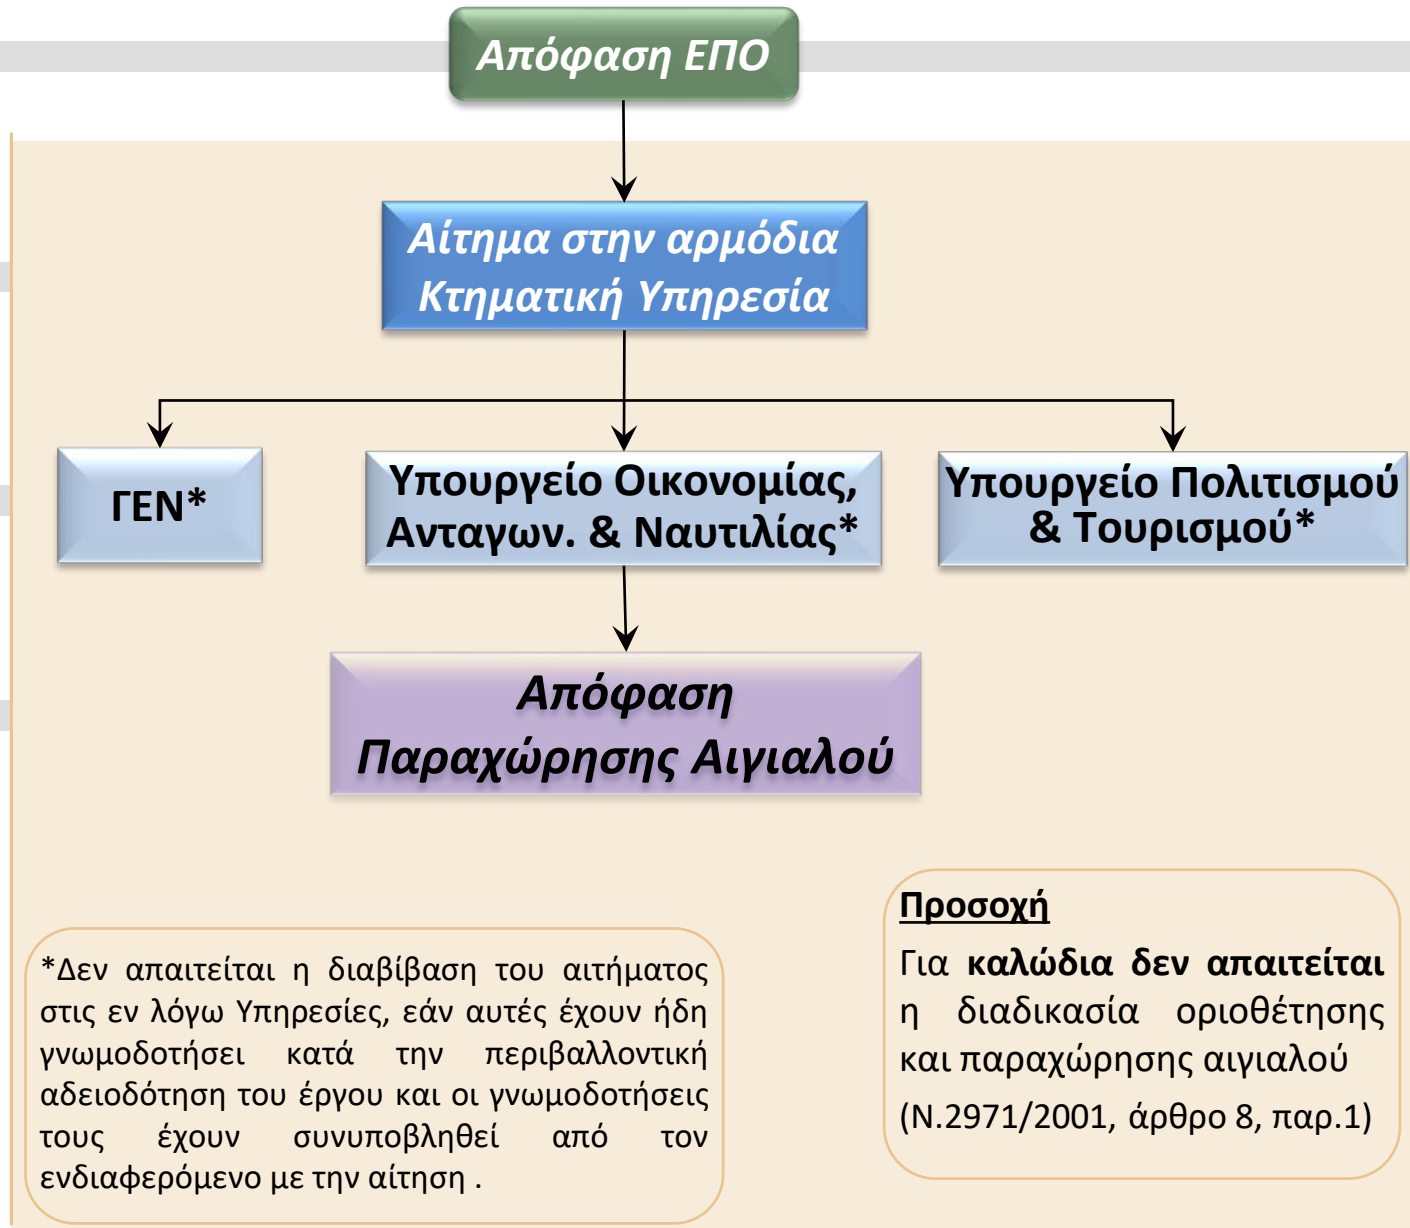 Απόφαση ΕΠΟ
Αίτημα στην αρμόδια
Κτηματική Υπηρεσία
ΓΕΝ*
Υπουργείο Οικονομίας,
Ανταγων. & Ναυτιλίας*
Υπουργείο Πολιτισμού
& Τουρισμού*
Απόφαση
Παραχώρησης Αιγιαλού
*Δεν απαιτείται η διαβίβαση του αιτήματος
στις εν λόγω Υπηρεσίες, εάν αυτές έχουν ήδη
γνωμοδοτήσει κατά την περιβαλλοντική
αδειοδότηση του έργου και οι γνωμοδοτήσεις
τους έχουν συνυποβληθεί από τον
ενδιαφερόμενο με την αίτηση .
Προσοχή
Για καλώδια δεν απαιτείται
η διαδικασία οριοθέτησης
και παραχώρησης αιγιαλού
(Ν.2971/2001, άρθρο 8, παρ.1)